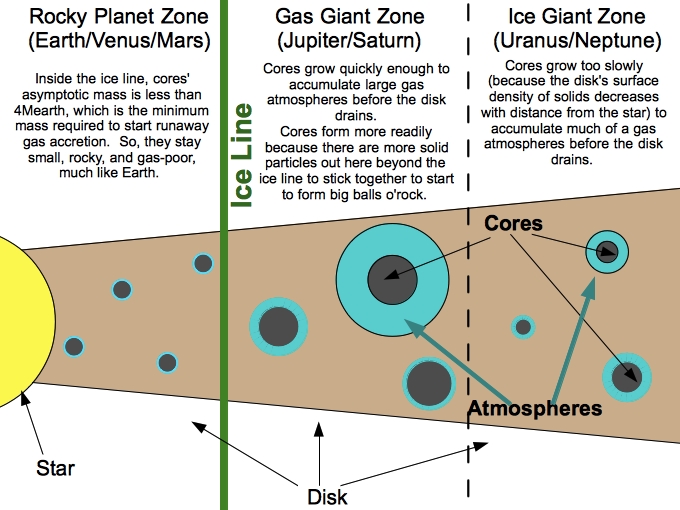 Rocky Planet Zone
(Earth/Venus/Mars)
Inside the ice line, cores'
asymptotic mass is less than
4Mearth, which is the minimum
mass required to start runaway
gas accretion.  So, they stay
small, rocky, and gas-poor,
much like Earth.
Ice Line
Gas Giant Zone
(Jupiter/Saturn)
Cores grow quickly enough to
accumulate large gas
atmospheres before the disk
drains.
Cores form more readily
because there are more solid
particles out here beyond the
ice line to stick together to start
to form big balls o'rock.
Ice Giant Zone
(Uranus/Neptune)
Cores grow too slowly
(because the disk's surface
density of solids decreases
with distance from the star) to
accumulate much of a gas
atmospheres before the disk
drains.
Cores
Atmospheres
Star
Disk